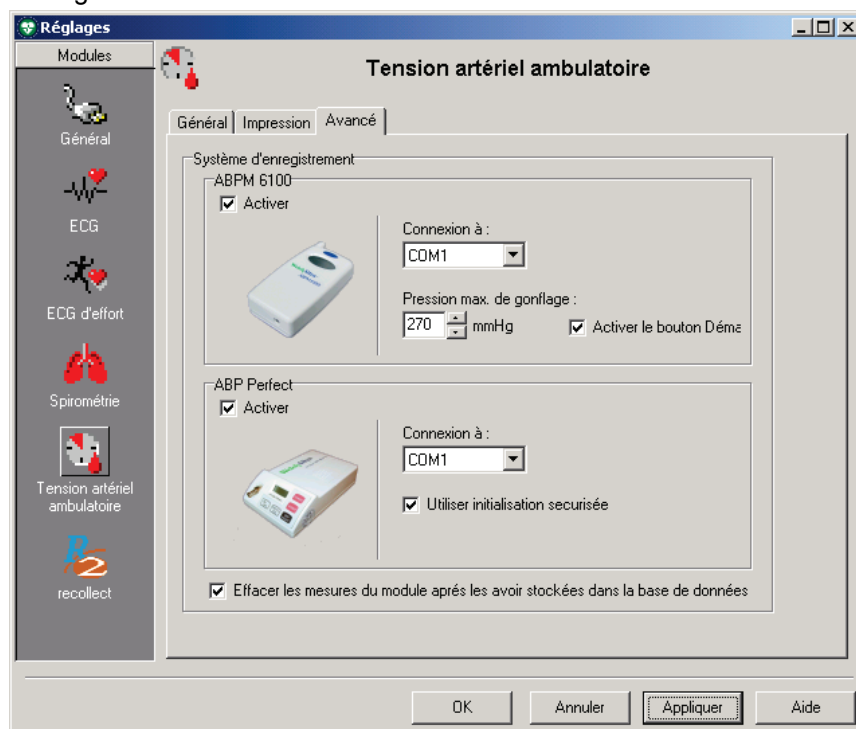 Réglages
Modules
Général
ECG
ECG d'effort
Spirométrie
Tension artériel
ambulatoire
recollect
Tension artériel ambulatoire
Général
Impression
Avancé
Système d'enregistrement
ABPM 6100
Activer
Connexion à :
COM1
Pression max. de gonflage :
270 mmHg
Activer le bouton Déma
ABP Perfect
Activer
Connexion à :
COM1
Utiliser initialisation securisée
Effacer les mesures du module aprés les avoir stockées dans la base de données
OK
Annuler
Appliquer
Aide